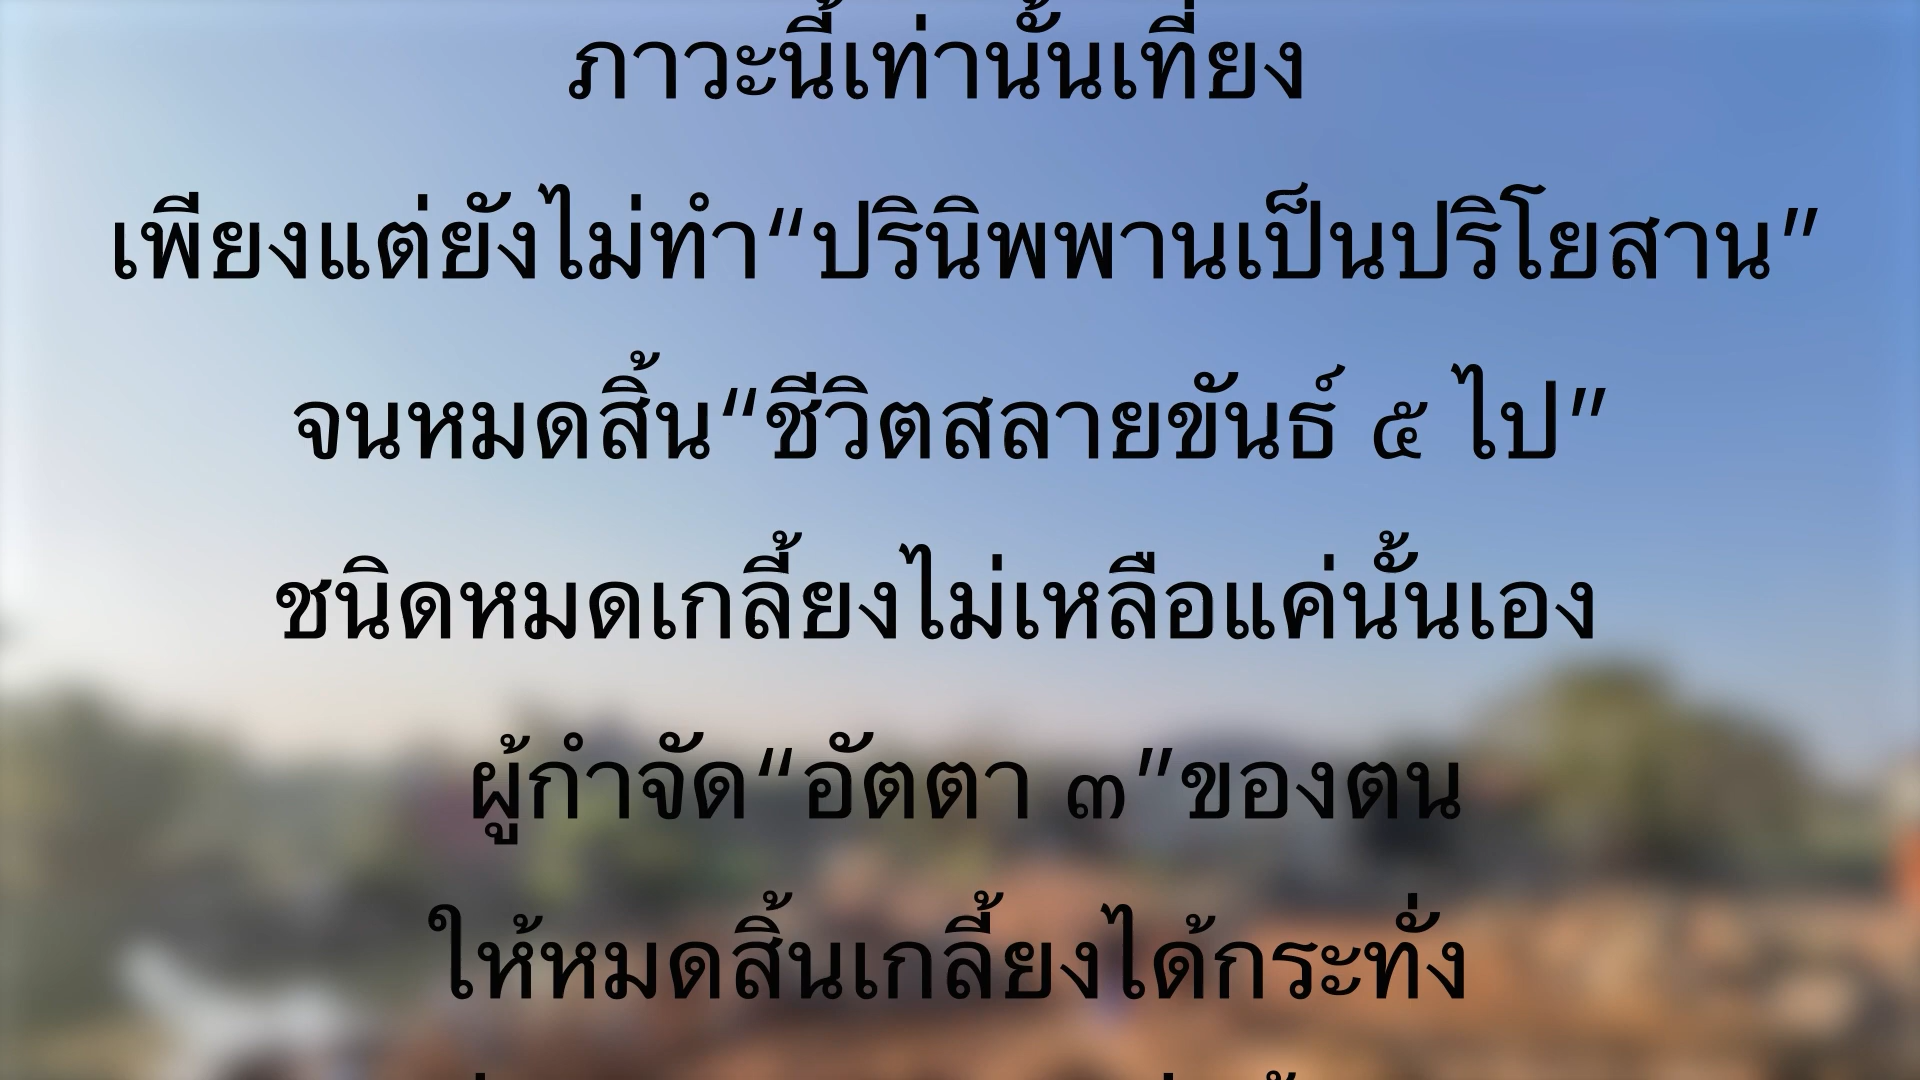 ภาวะนี้เท่านั้นเที่ยง
เพียงแต่ยังไม่ทำ“ปรินิพพานเป็นปริโยสาน”
จนหมดสิ้น“ชีวิตสลายขันธ์ ๕ ไป”
ชนิดหมดเกลี้ยงไม่เหลือแค่นั้นเอง
ผู้กำจัด“อัตตา ๓”ของตน
ให้หมดสิ้นเกลี้ยงได้กระทั่ง